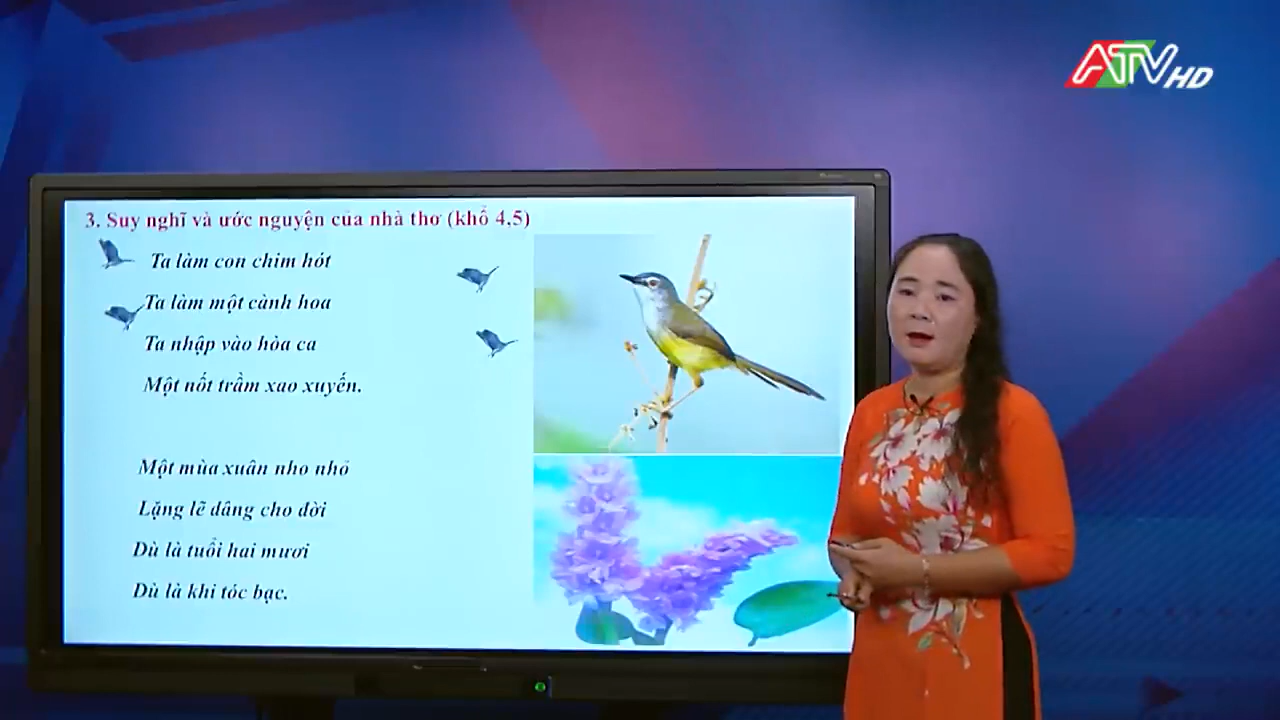 ATV HD
3. Suy nghĩ và ước nguyện của nhà thơ (khổ 4,5)
Ta làm con chim hót
Ta làm một cành hoa
Ta nhập vào hòa ca
Một nốt trầm xao xuyến.
Một mùa xuân nho nhỏ
Lặng lẽ dâng cho đời
Dù là tuổi hai mươi
Dù là khi tóc bạc.